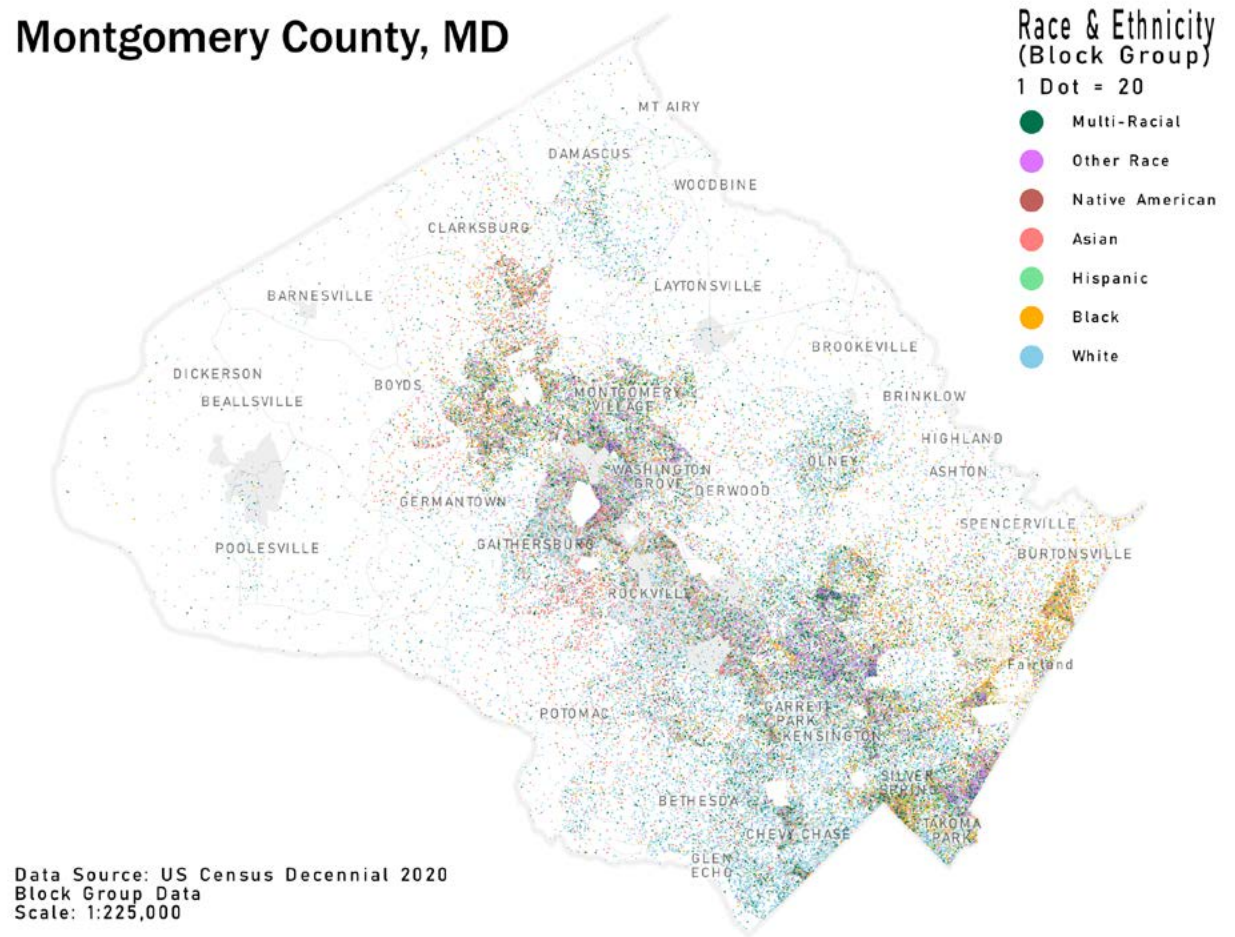 Montgomery County, MD
Race & Ethnicity
(Block Group)
1 Dot = 20
Multi-Racial
Other Race
Native American
Asian
Hispanic
Black
White
MT AIRY
DAMASCUS
WOODBINE
CLARKSBURG
LAYTONSVILLE
BARNESVILLE
BROOKEVILLE
DICKERSON
BOYDS
BEALLSVILLE
MONTGOMERY
VILLAGE
BRINKLOW
HIGHLAND
OLNEY
ASHTON
WASHINGTON
GROVE
DERWOOD
GERMANTOWN
SPENCERVILLE
GAITHERSBURG
POOLESVILLE
BURTONSVILLE
ROCKVILLE
Fairland
POTOMAC
GARRETT
PARK
KENSINGTON
SILVER
SPRING
BETHESDA
TAKOMA
PARK
CHEVY CHASE
GLEN
ECHO
Data Source: US Census Decennial 2020
Block Group Data
Scale: 1:225,000